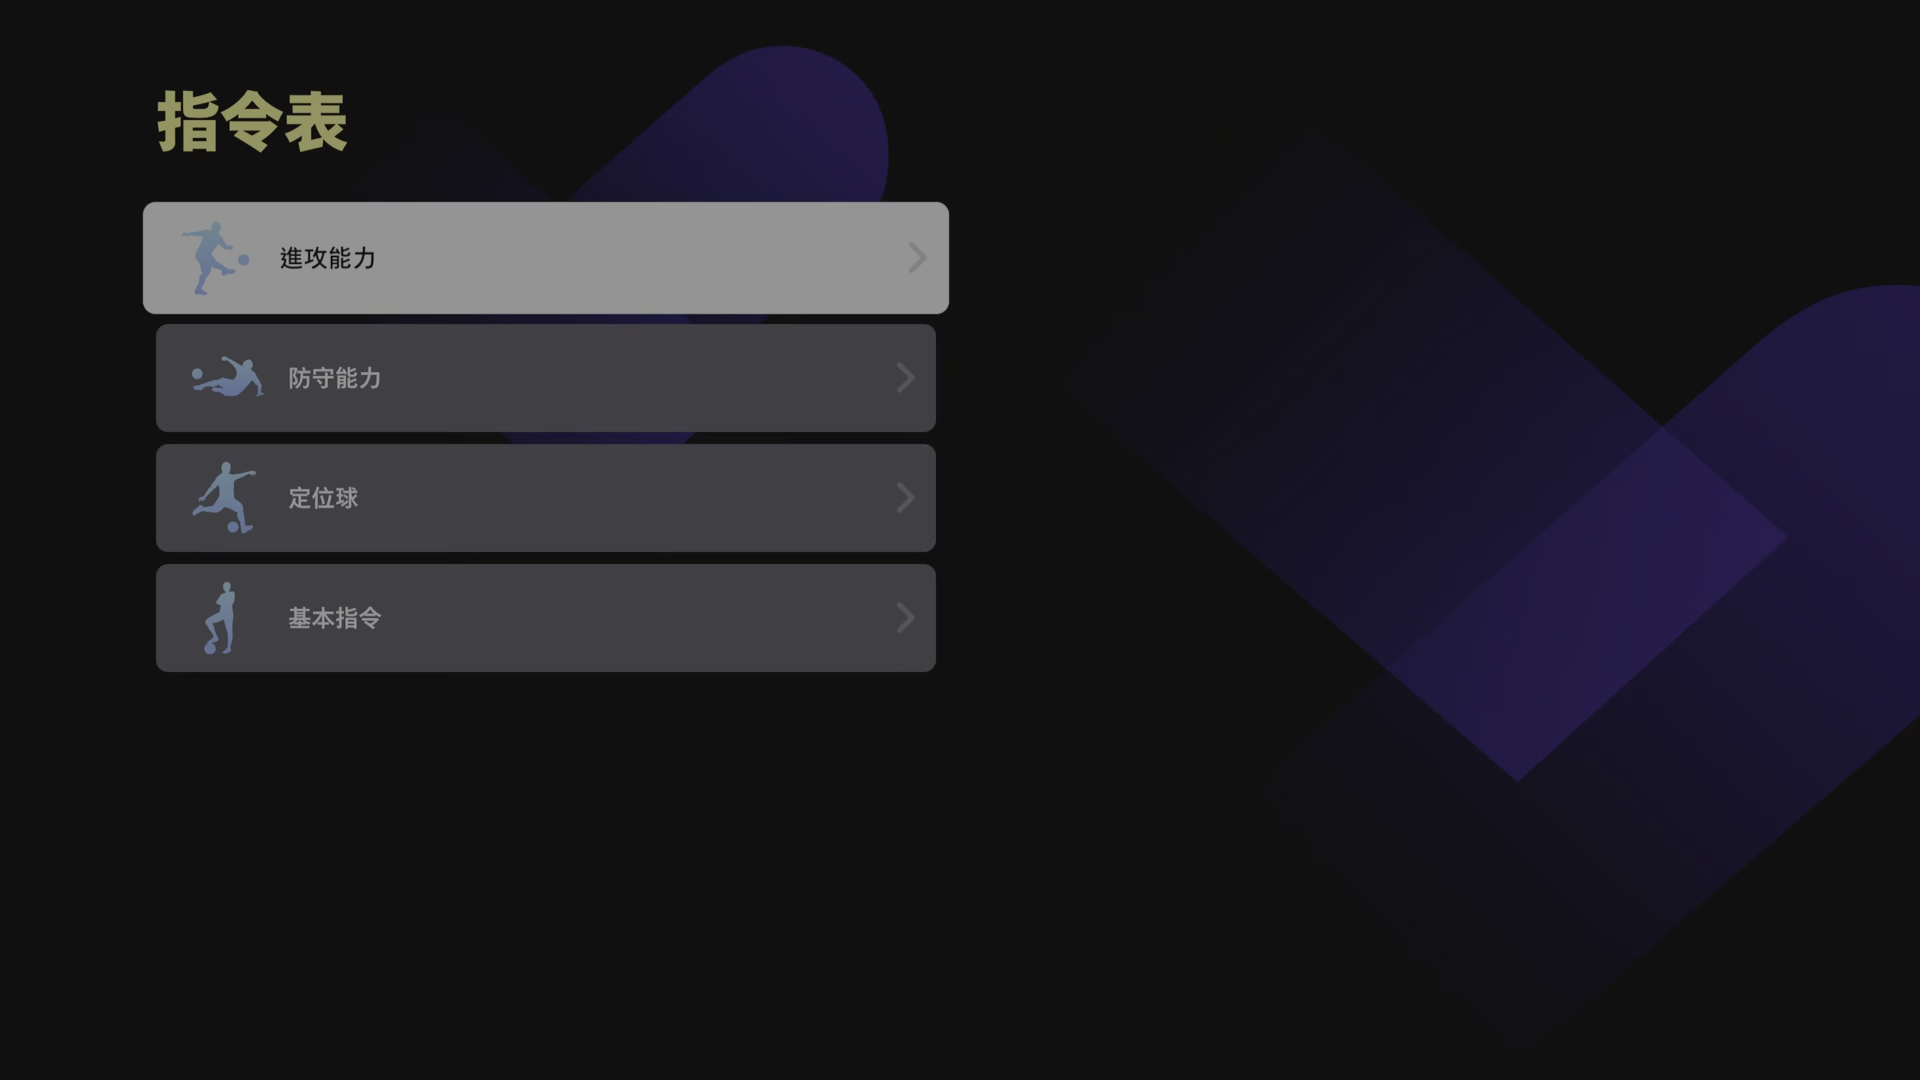 指令表
進攻能力
防守能力
定位球
基本指令